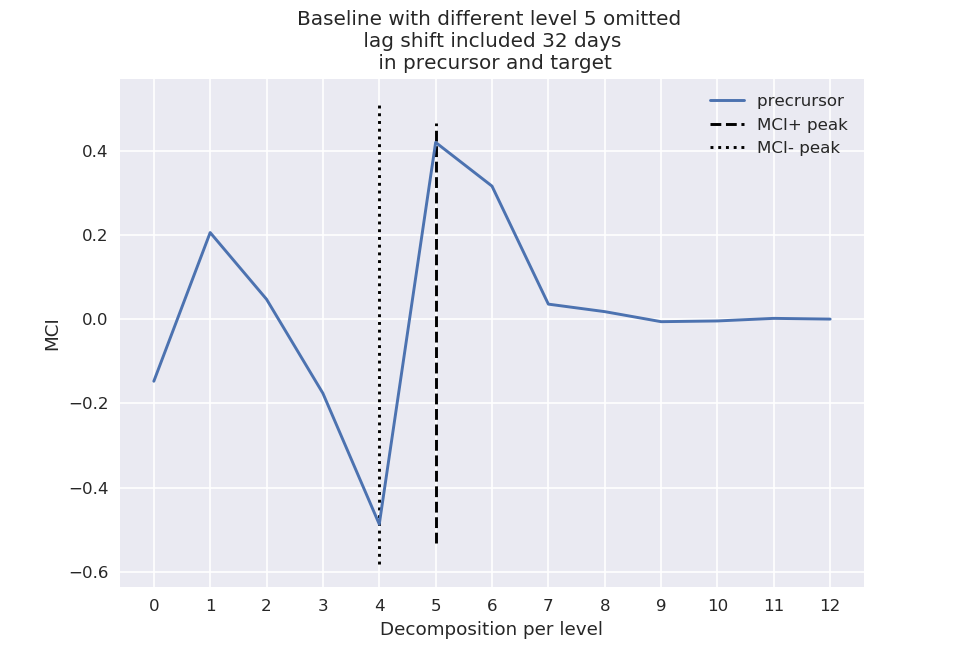 Baseline with different level 5 omitted
lag shift included 32 days
in precursor and target
precrursor
MCI+ peak
MCI- peak
0.4
0.2
0.0
−0.2
−0.4
−0.6
MCI
0 1 2 3 4 5 6 7 8 9 10 11 12
Decomposition per level